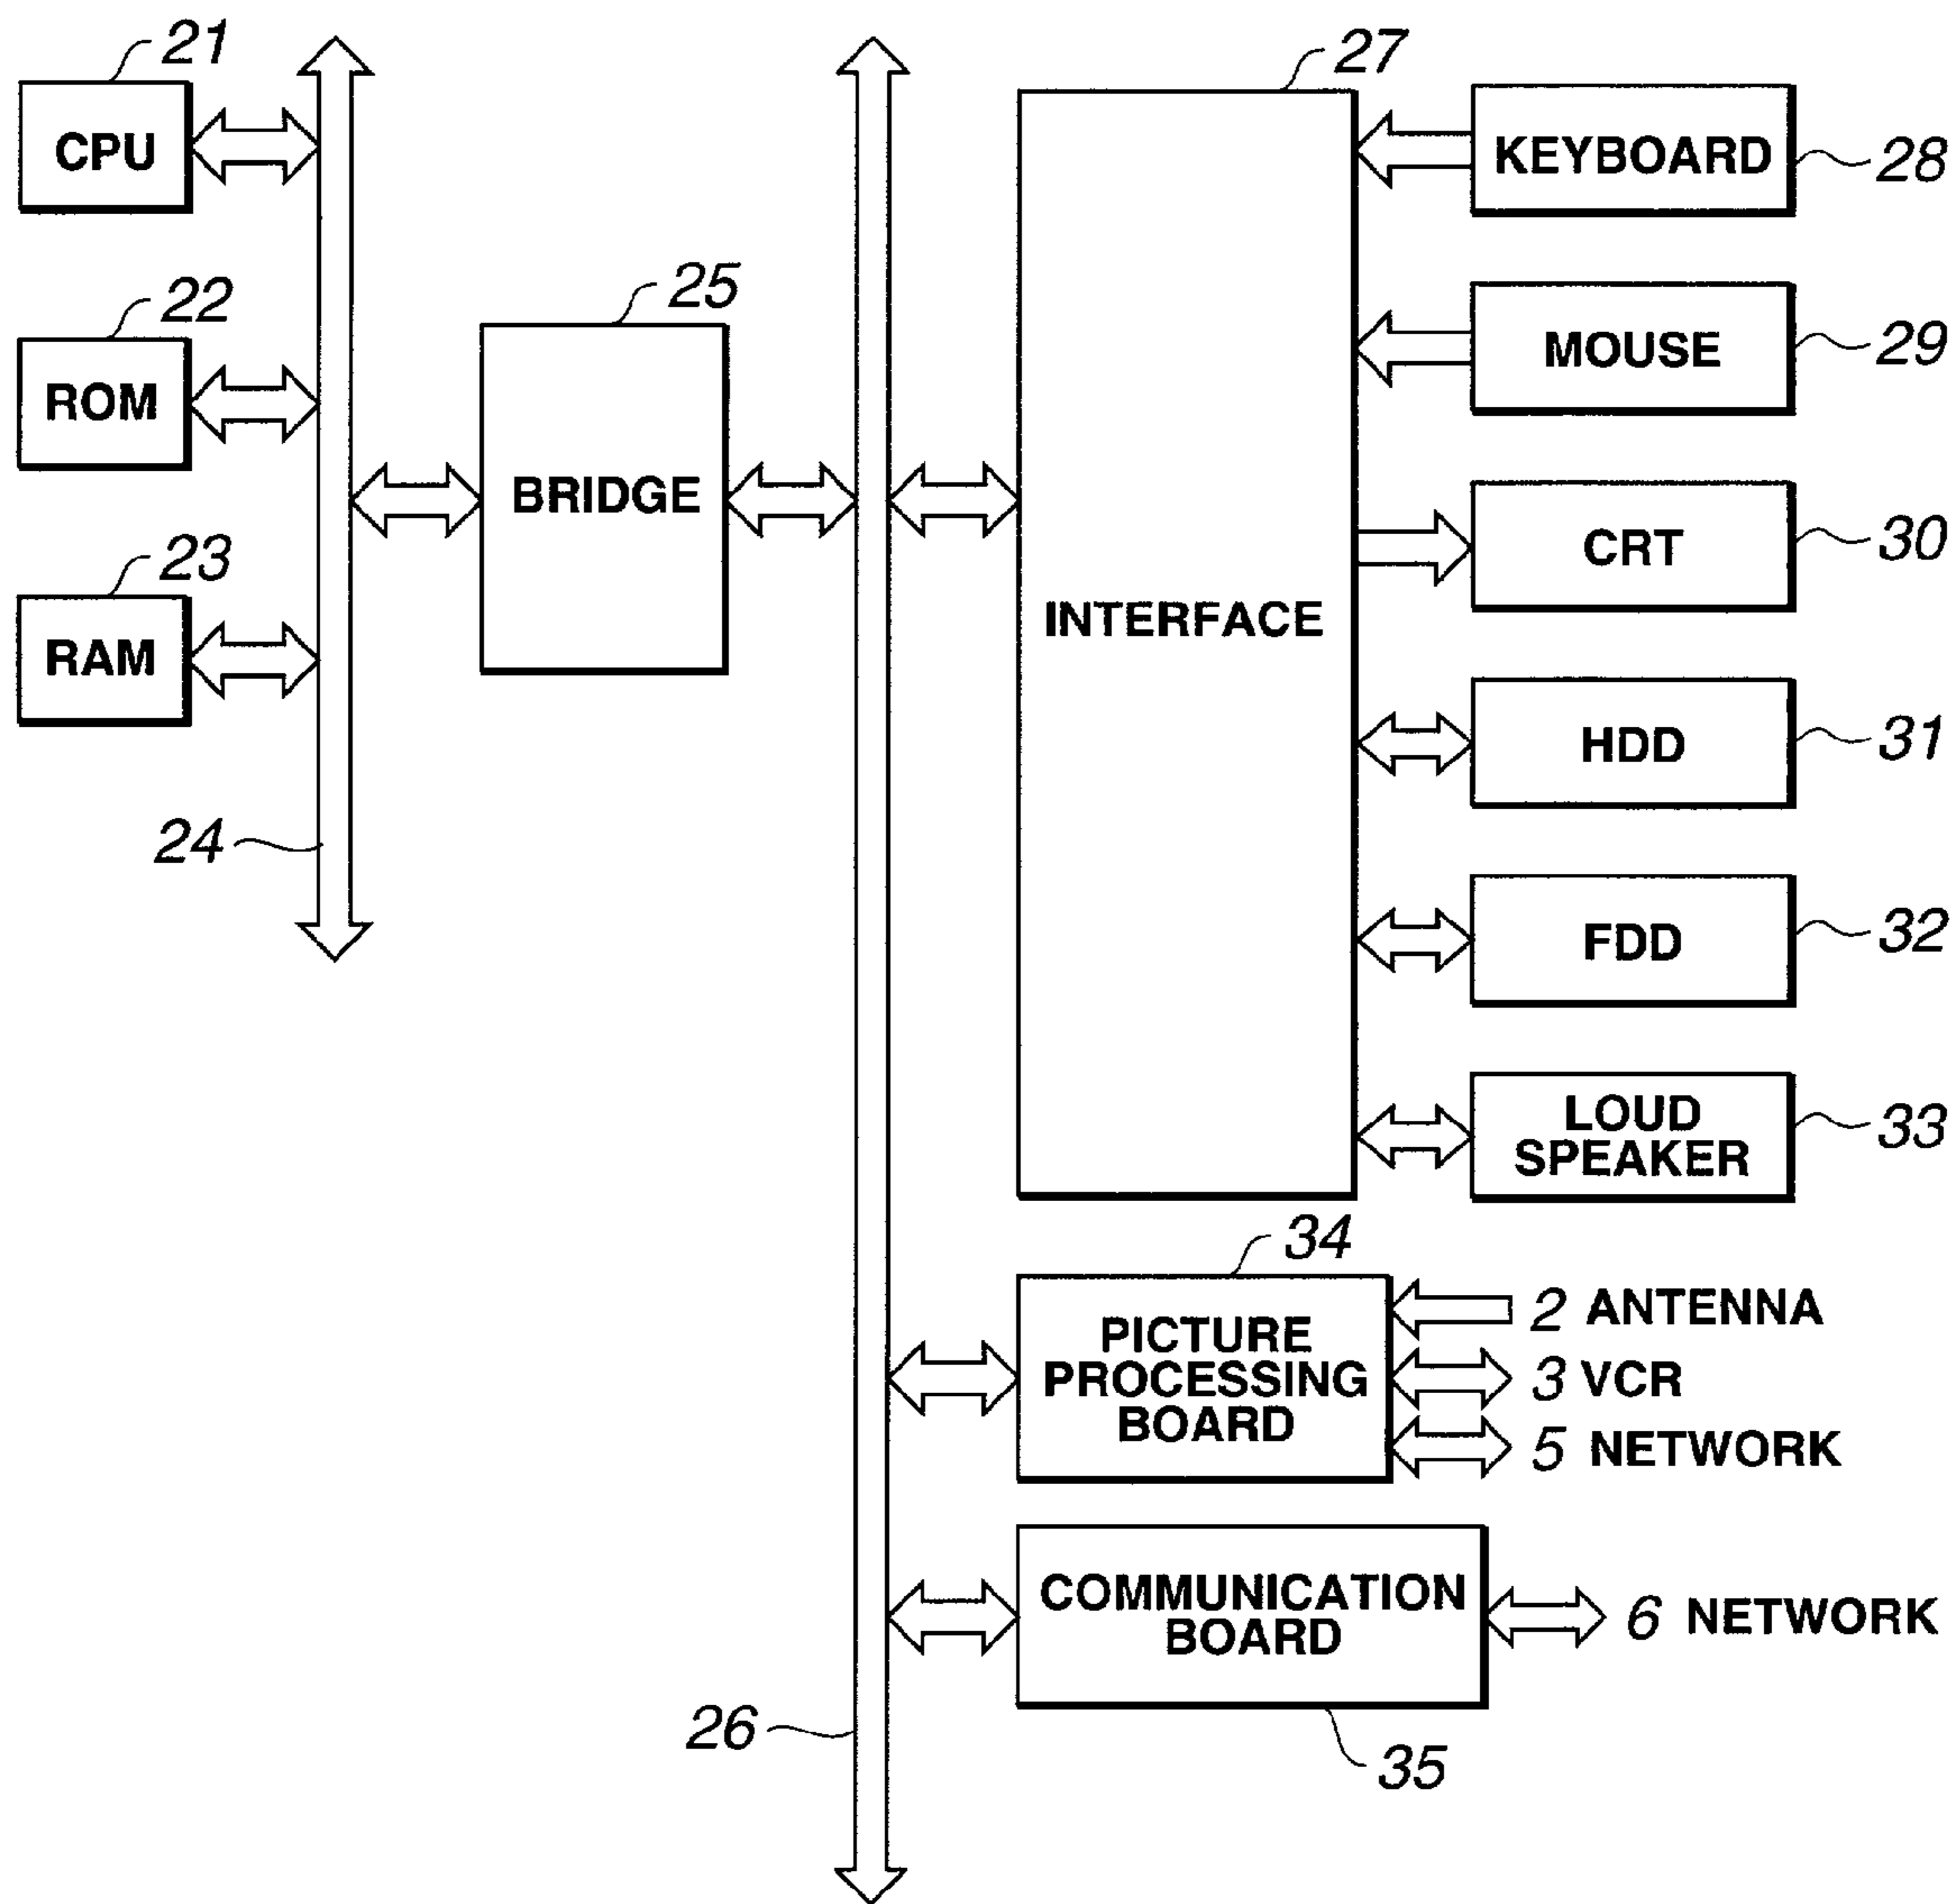 21
CPU
22
ROM
23
RAM
24
25
BRIDGE
26
27
INTERFACE
KEYBOARD
28
MOUSE
29
CRT
30
HDD
31
FDD
32
LOUD
SPEAKER
33
34
PICTURE
PROCESSING
BOARD
2 ANTENNA
3 VCR
5 NETWORK
COMMUNICATION
BOARD
6 NETWORK
35